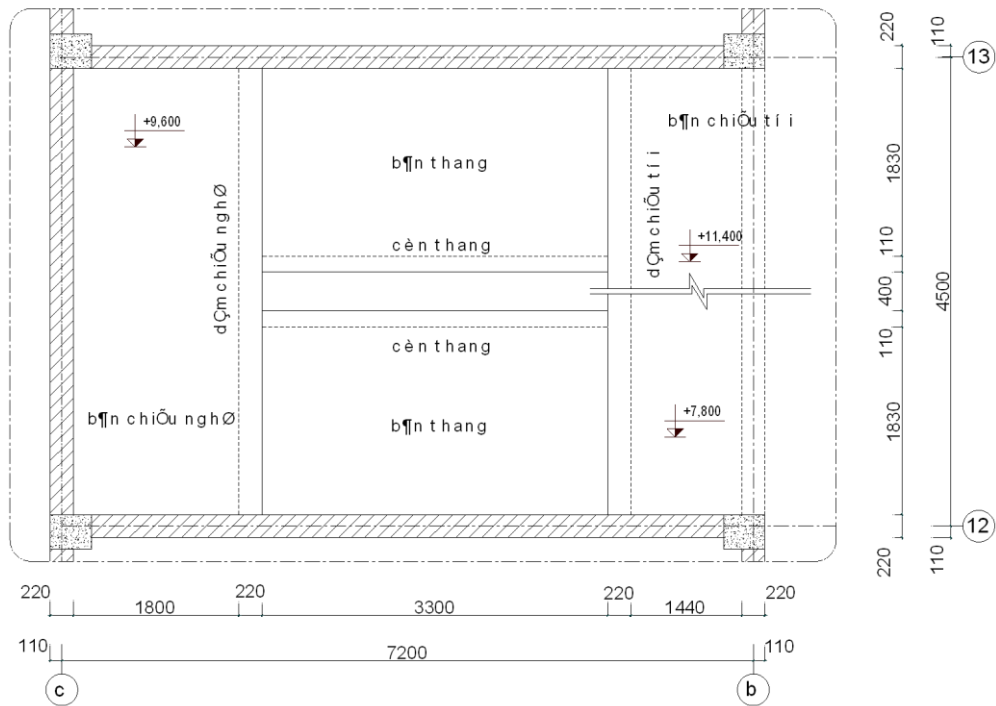 220
110
13
+9,600
b¶n chiÕu tí i
b¶n thang
1830
dÇm chiÕu nghØ
dÇm chiÕu tí i
+11,400
cèn thang
110
400
4500
cèn thang
110
+7,800
b¶n chiÕu nghØ
b¶n thang
1830
12
220
110
220
1800
220
3300
220
1440
220
110
7200
110
c
b